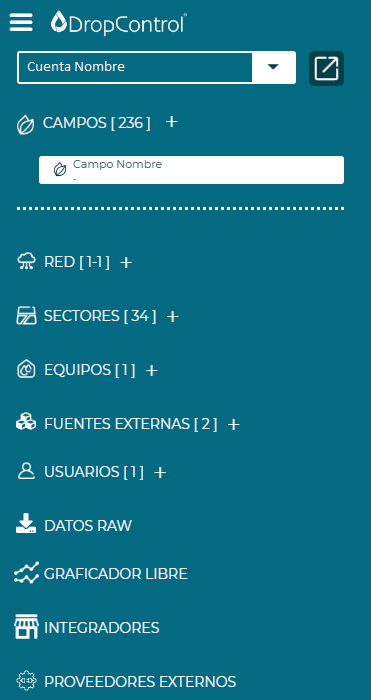 DropControl
Cuenta Nombre
CAMPOS [ 236 ] +
Campo Nombre
-
RED [ 1-1 ] +
SECTORES [ 34 ] +
EQUIPOS [ 1 ] +
FUENTES EXTERNAS [ 2 ] +
USUARIOS [ 1 ] +
DATOS RAW
GRAFICADOR LIBRE
INTEGRADORES
PROVEEDORES EXTERNOS